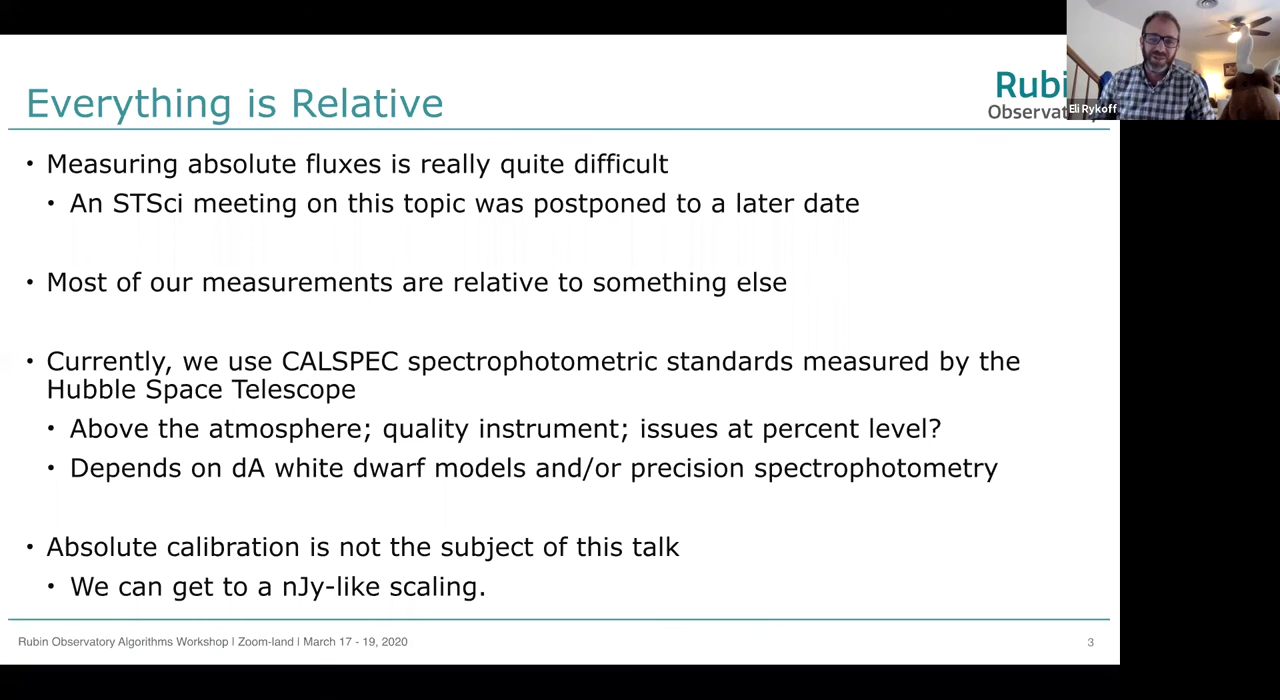 Everything is Relative
Rubi
Observat
Eli Rykoff
• Measuring absolute fluxes is really quite difficult
• An STSci meeting on this topic was postponed to a later date
• Most of our measurements are relative to something else
• Currently, we use CALSPEC spectrophotometric standards measured by the
Hubble Space Telescope
• Above the atmosphere; quality instrument; issues at percent level?
• Depends on dA white dwarf models and/or precision spectrophotometry
• Absolute calibration is not the subject of this talk
• We can get to a nJy-like scaling.
Rubin Observatory Algorithms Workshop | Zoom-land | March 17 - 19, 2020
3